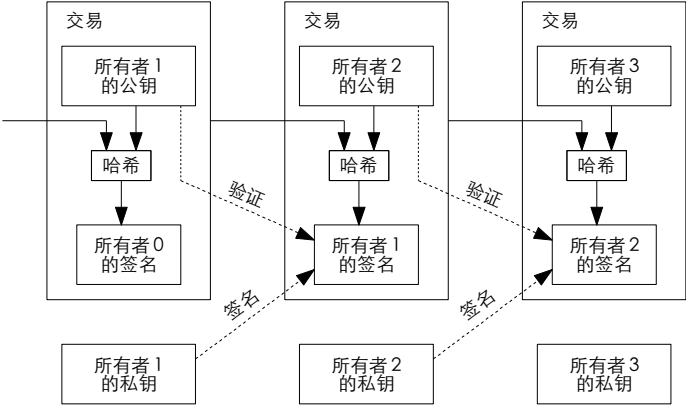 交易
交易
交易
所有者1
的公钥
所有者2
的公钥
所有者3
的公钥
哈希
哈希
哈希
验证
验证
所有者0
的签名
所有者1
的签名
所有者2
的签名
签名
签名
所有者1
的私钥
所有者2
的私钥
所有者3
的私钥